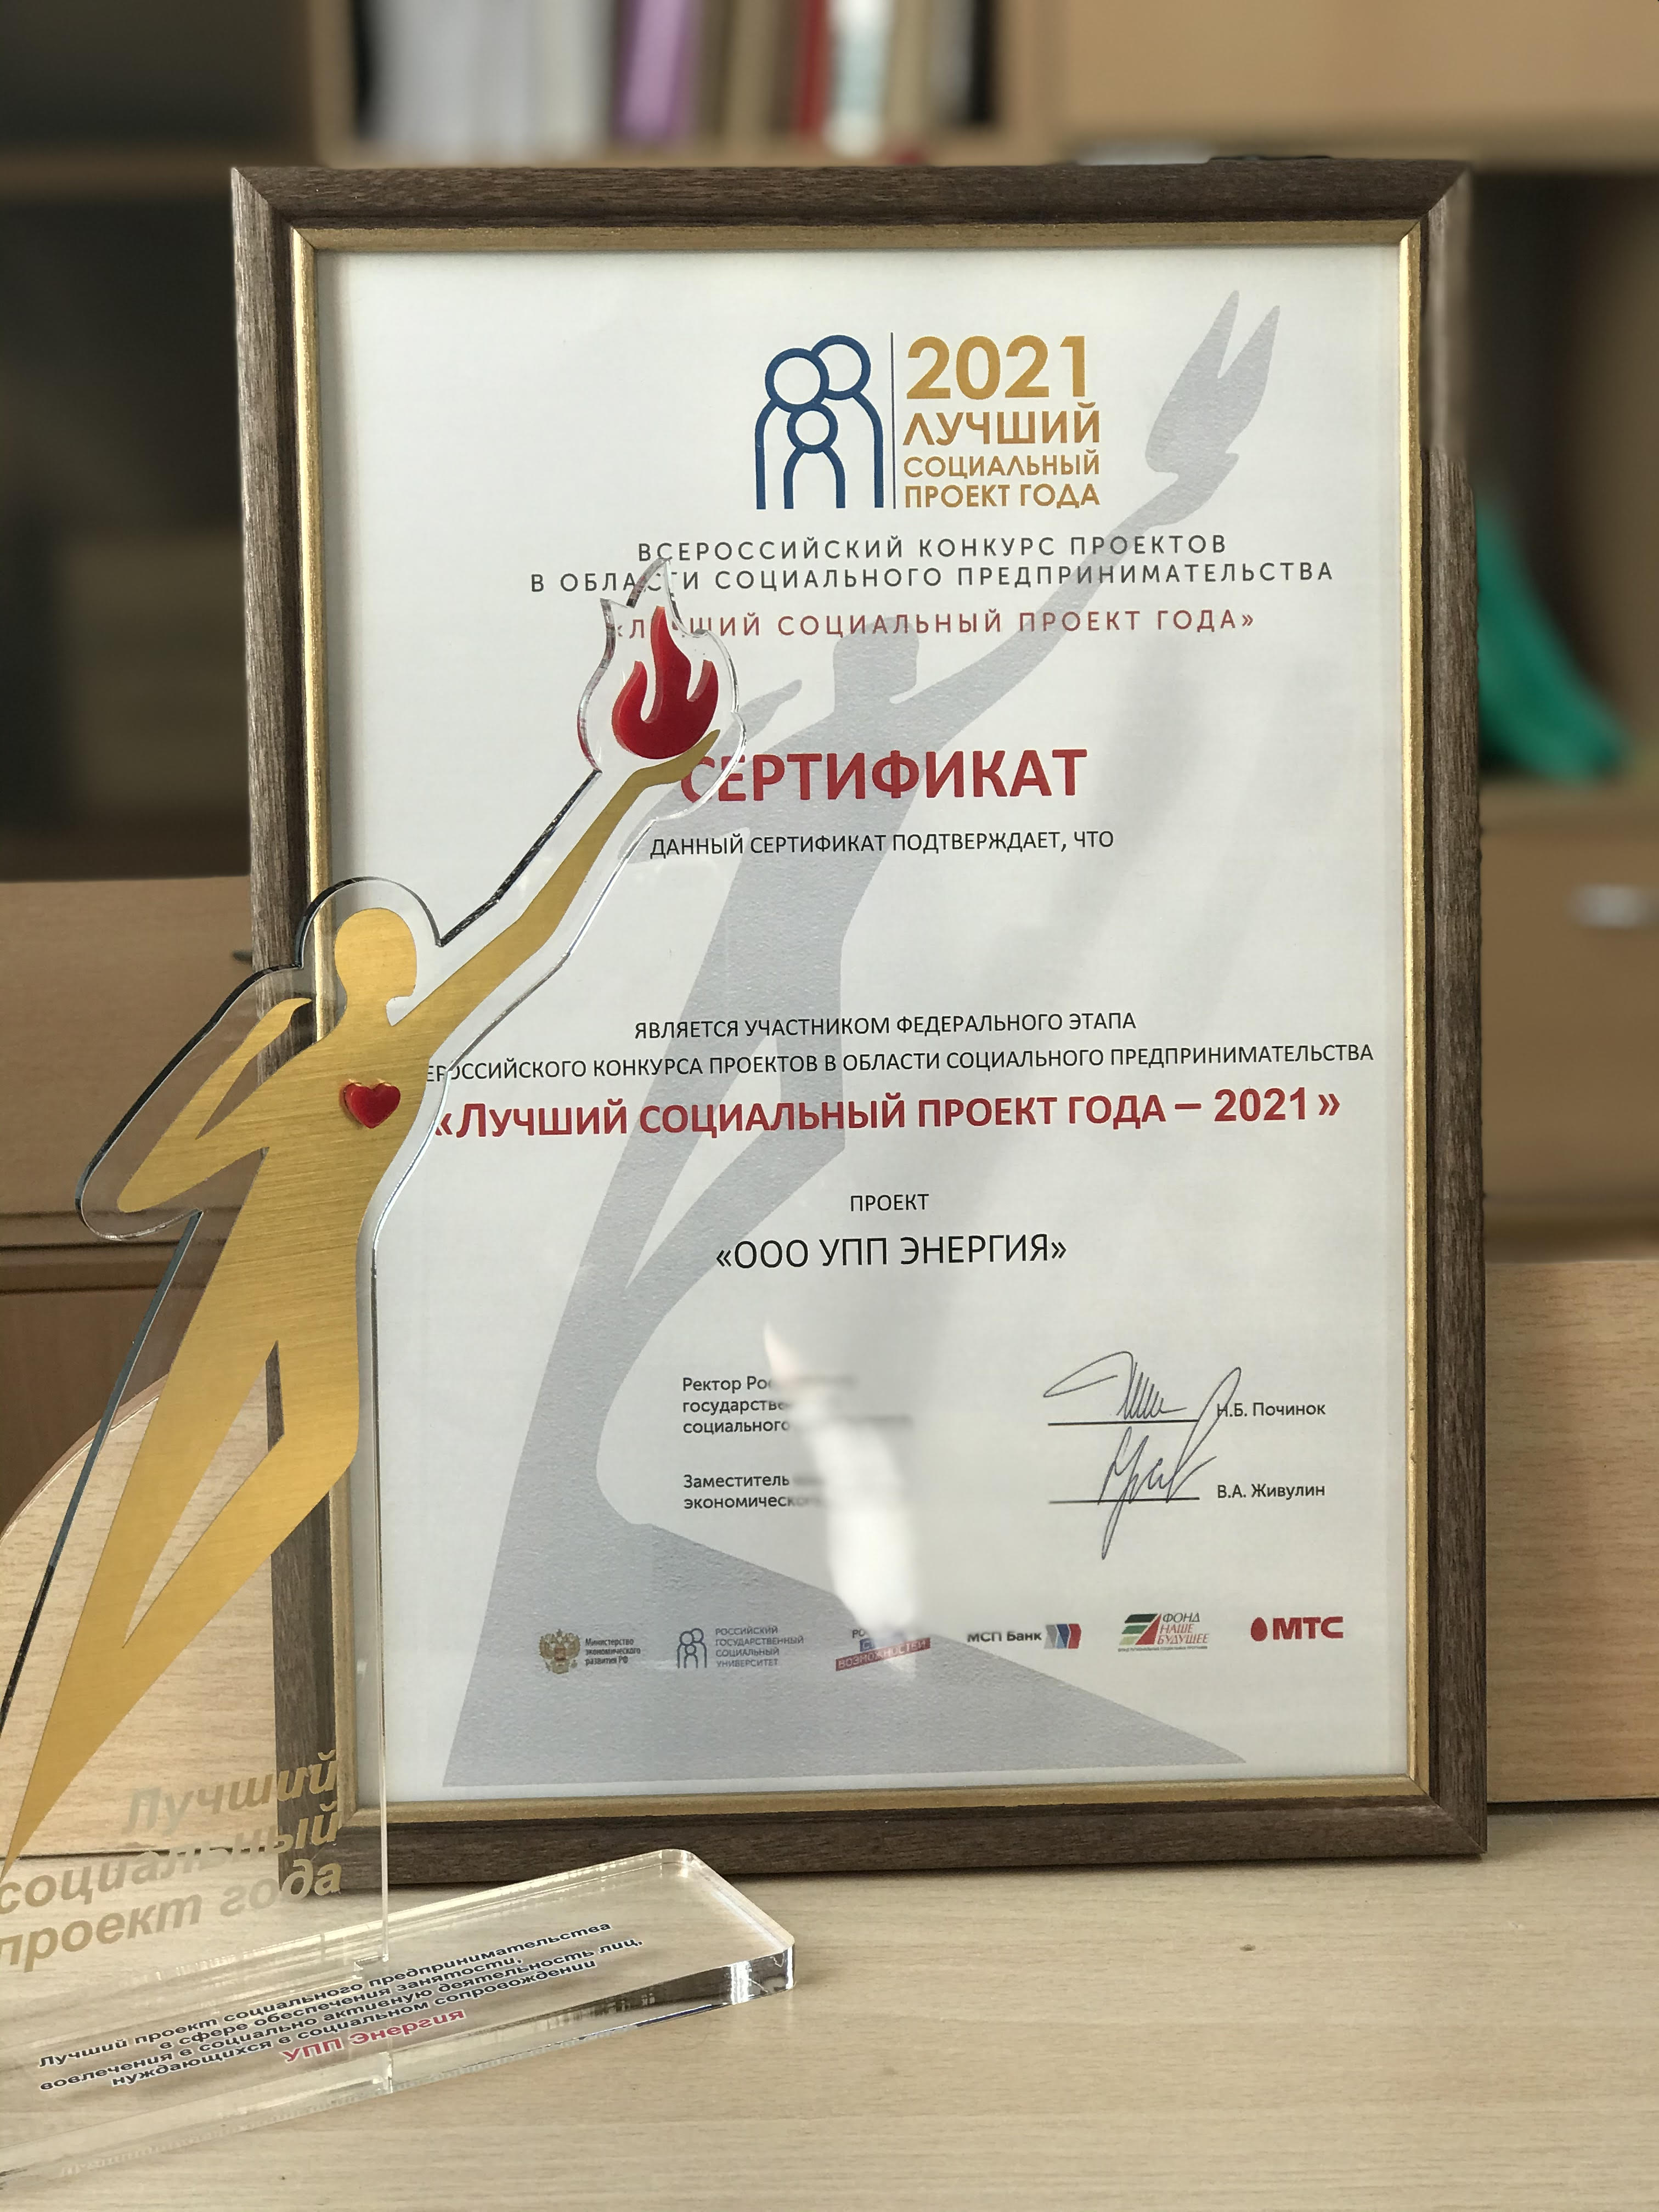 2021
ЛУЧШИЙ
СОЦИАЛЬНЫЙ
ПРОЕКТ ГОДА
ВСЕРОССИЙСКИЙ КОНКУРС ПРОЕКТОВ
В ОБЛАСТИ СОЦИАЛЬНОГО ПРЕДПРИНИМАТЕЛЬСТВА
«ЛУЧШИЙ СОЦИАЛЬНЫЙ ПРОЕКТ ГОДА»
СЕРТИФИКАТ
ДАННЫЙ СЕРТИФИКАТ ПОДТВЕРЖДАЕТ, ЧТО
ЯВЛЯЕТСЯ УЧАСТНИКОМ ФЕДЕРАЛЬНОГО ЭТАПА
ЕРОССИЙСКОГО КОНКУРСА ПРОЕКТОВ В ОБЛАСТИ СОЦИАЛЬНОГО ПРЕДПРИНИМАТЕЛЬСТВА
«ЛУЧШИЙ СОЦИАЛЬНЫЙ ПРОЕКТ ГОДА – 2021»
ПРОЕКТ
«ООО УПП ЭНЕРГИЯ»
Ректор
государстве
социального
Н.Б. Починок
Заместитель
экономическо
В.А. Живулин
Министерство
экономического
развития РФ
РОССИЙСКИЙ
ГОСУДАРСТВЕННЫЙ
СОЦИАЛЬНЫЙ
УНИВЕРСИТЕТ
ВОЗМОЖНОСТЕЙ
МСП Банк
ФОНД
НАШЕ
БУДУЩЕЕ
МТС
Лучший
социальный
проект года
Лучший проект социального предпринимательства
в сфере обеспечения занятости,
вовлечения в социально активную деятельность лиц,
нуждающихся в социальном сопровождении
УПП Энергия